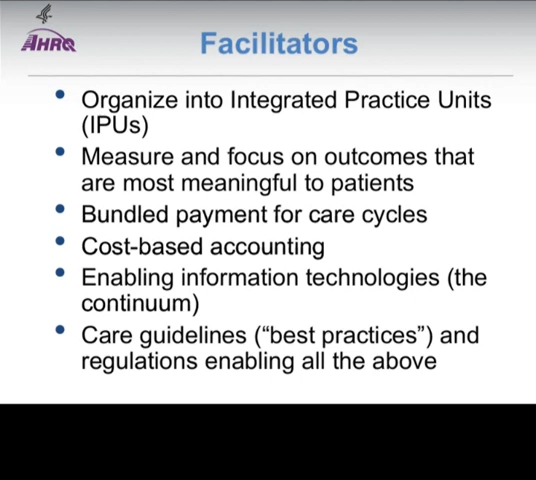 AHRQ
Facilitators
• Organize into Integrated Practice Units
(IPUs)
• Measure and focus on outcomes that
are most meaningful to patients
• Bundled payment for care cycles
• Cost-based accounting
• Enabling information technologies (the
continuum)
• Care guidelines (“best practices”) and
regulations enabling all the above